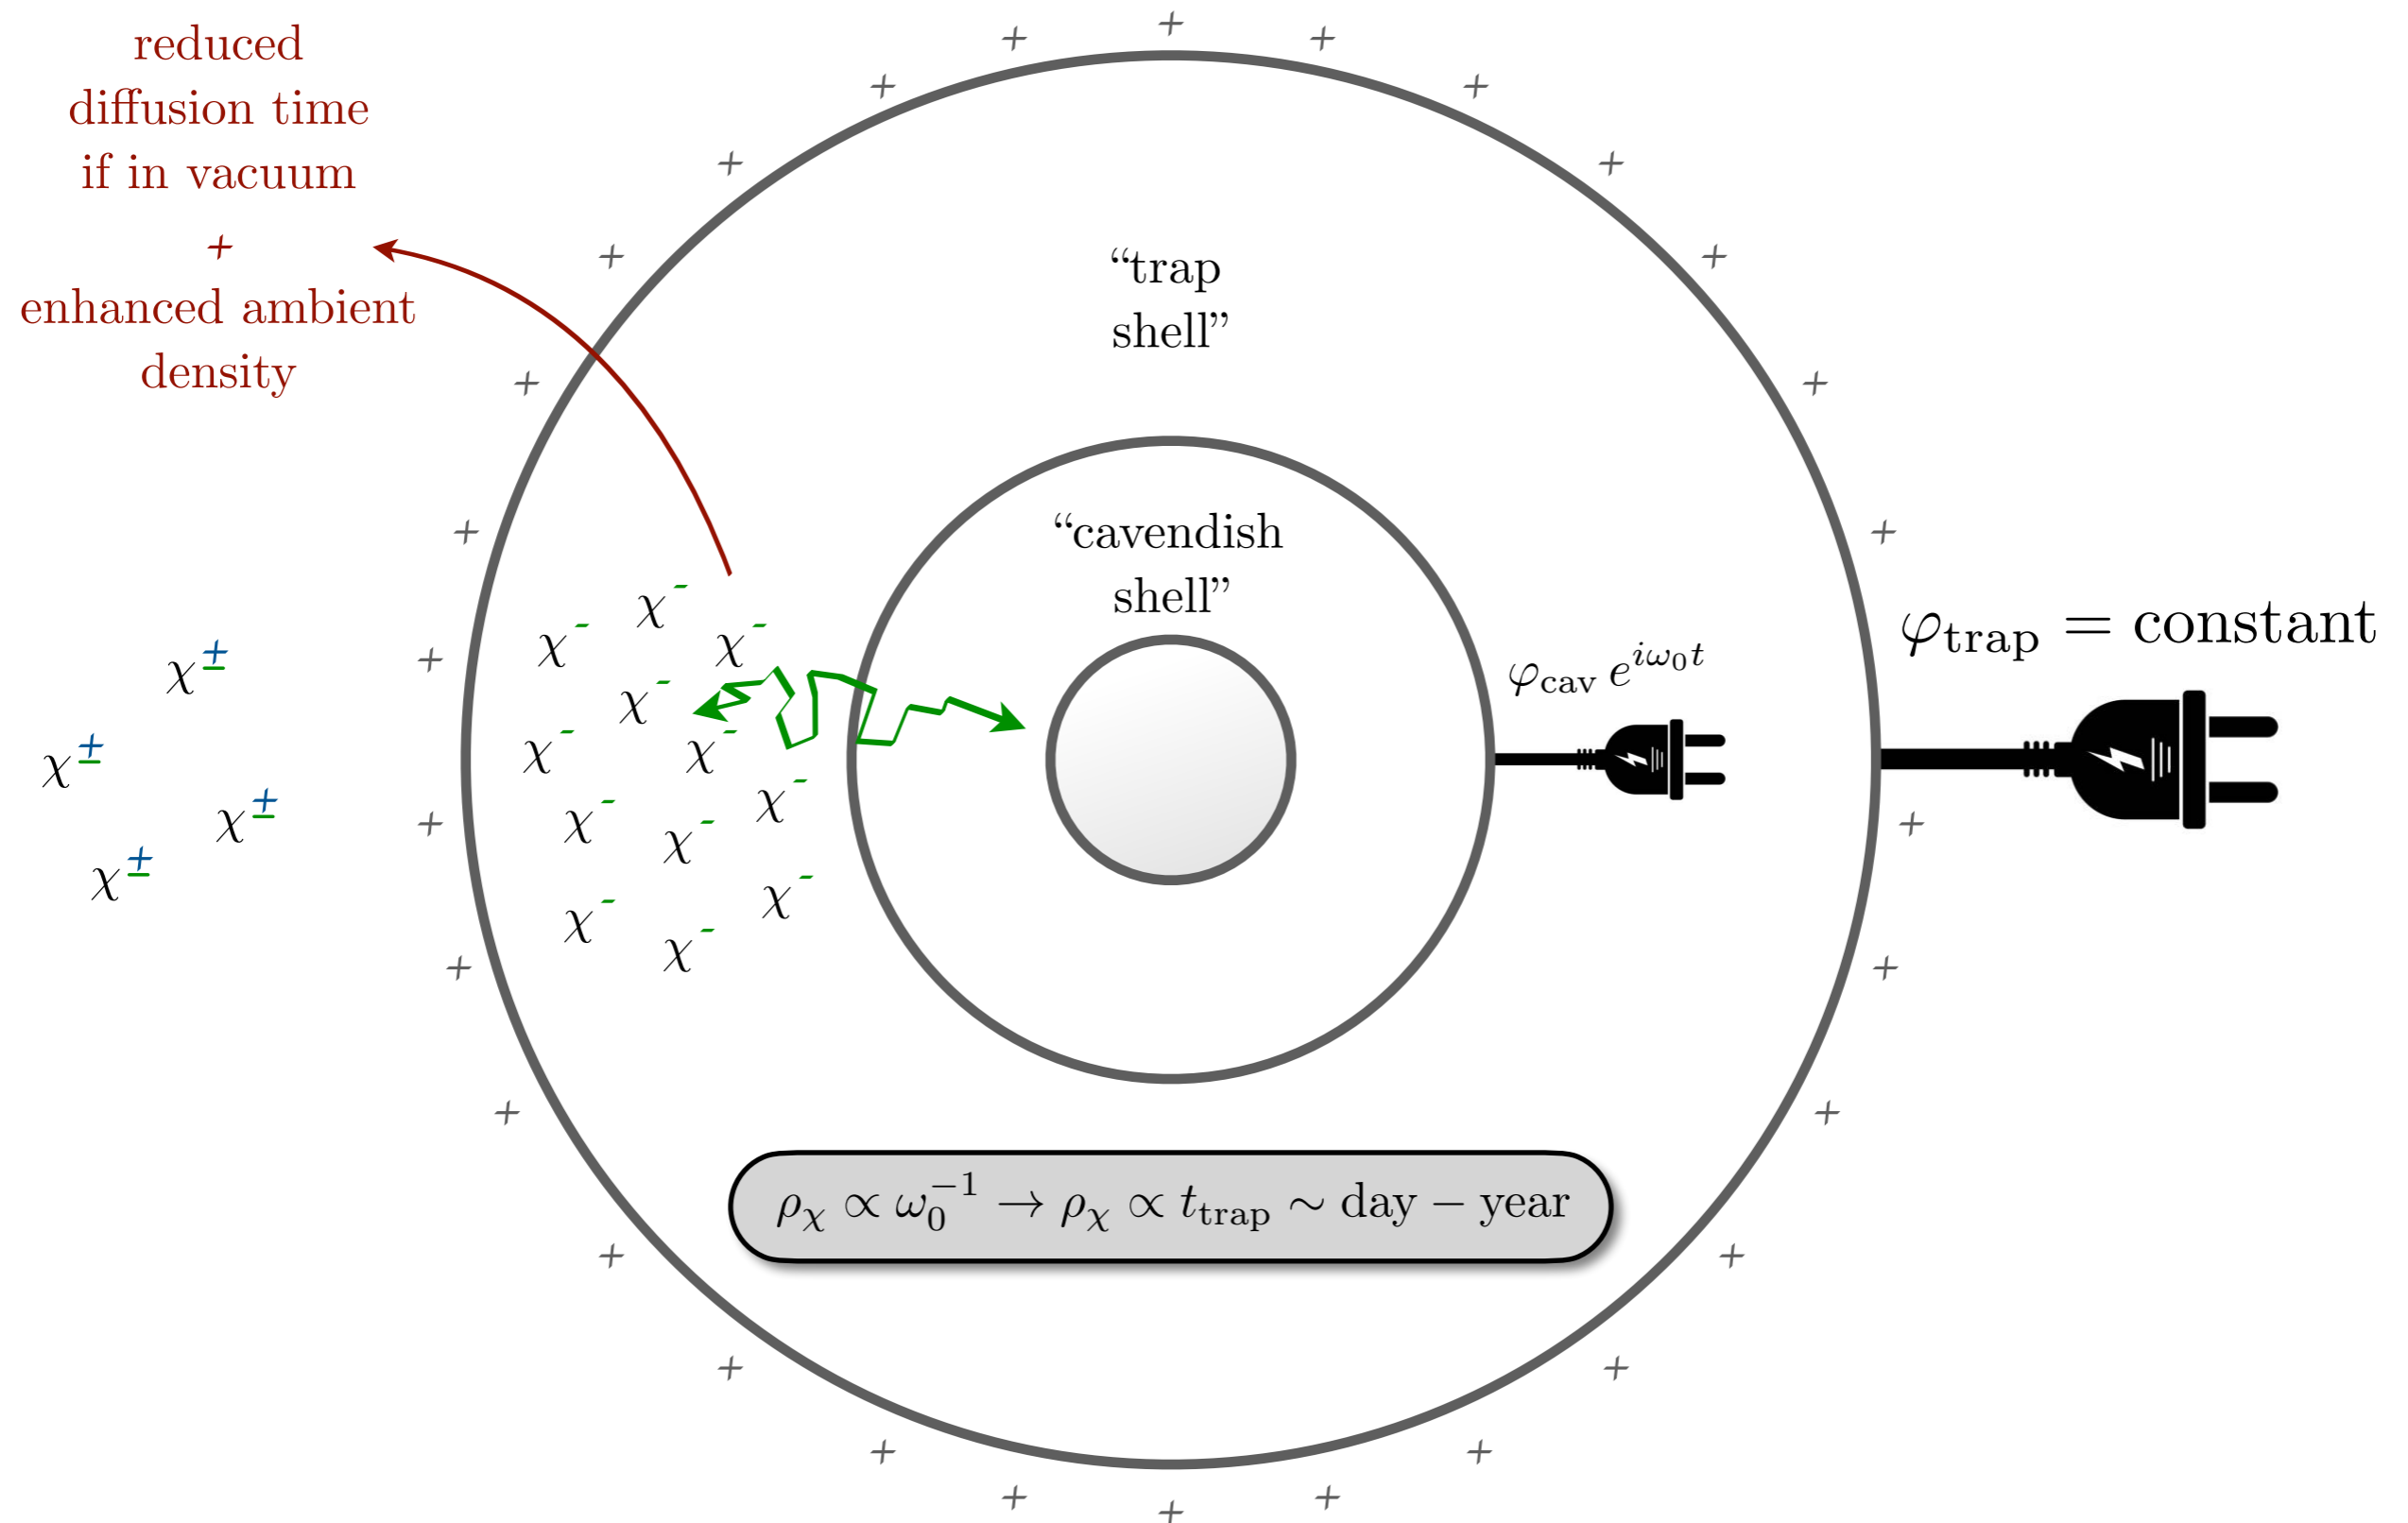 reduced
diffusion time
if in vacuum
+
enhanced ambient
density
“trap
shell”
“cavendish
shell”
φ_cav e^{iω₀t}
φ_trap = constant
χ^±
χ^±
χ^±
χ^±
χ^-
χ^-
χ^-
χ^-
χ^-
χ^-
χ^-
χ^-
χ^-
χ^-
χ^-
χ^-
ρ_χ ∝ ω₀^{-1} → ρ_χ ∝ t_trap ∼ day – year